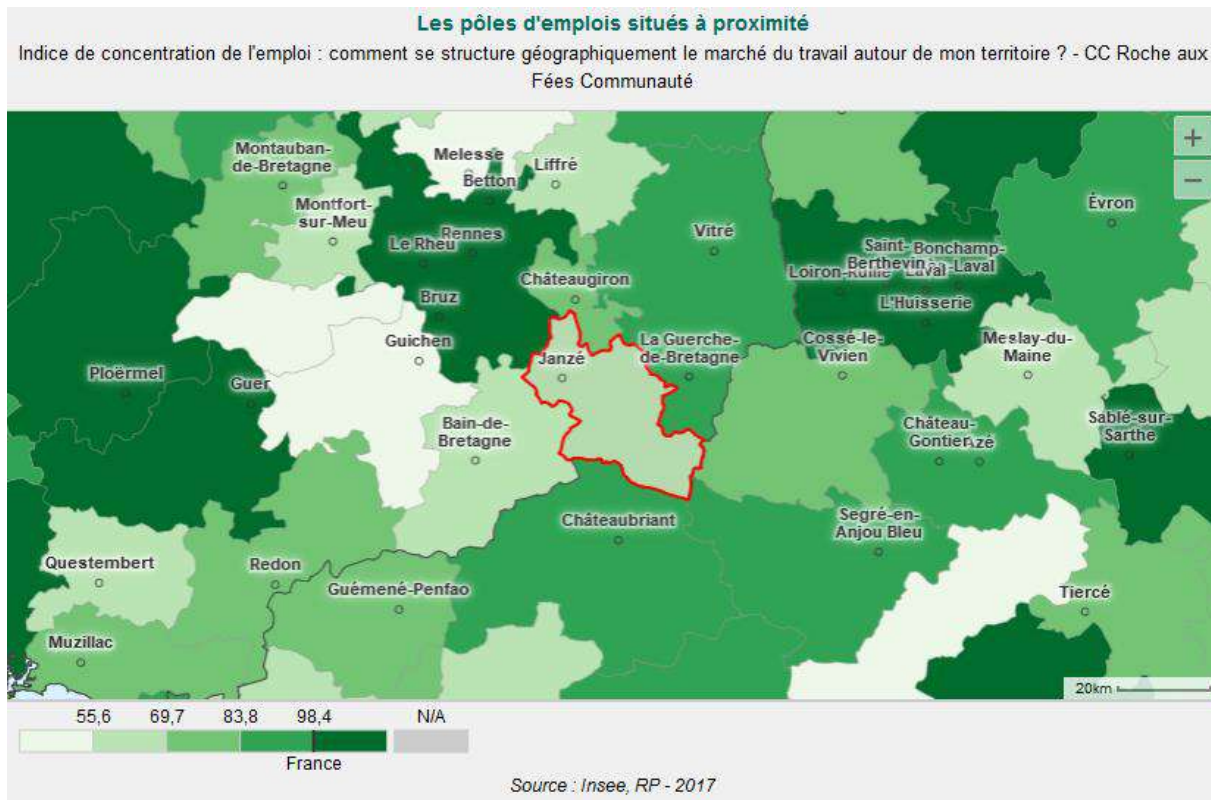 Les pôles d'emplois situés à proximité
Indice de concentration de l'emploi : comment se structure géographiquement le marché du travail autour de mon territoire ? - CC Roche aux
Fées Communauté
+
−
Montauban-
de-Bretagne
Melesse
Betton
Liffré
Montfort-
sur-Meu
Le Rheu
Rennes
Vitré
Évron
Saint-
Berthevin
Bonchamp-
-Laval
Laval
L'Huisserie
Châteaugiron
Bruz
Guichen
Janzé
La Guerche-
de-Bretagne
Cossé-le-
Vivien
Meslay-du-
Maine
Ploërmel
Guer
Bain-de-
Bretagne
Château-
Gontier
Azé
Sablé-sur-
Sarthe
Châteaubriant
Segré-en-
Anjou Bleu
Questembert
Redon
Guémené-Penfao
Tiercé
Muzillac
20km
55,6 69,7 83,8 98,4 N/A
France
Source : Insee, RP - 2017